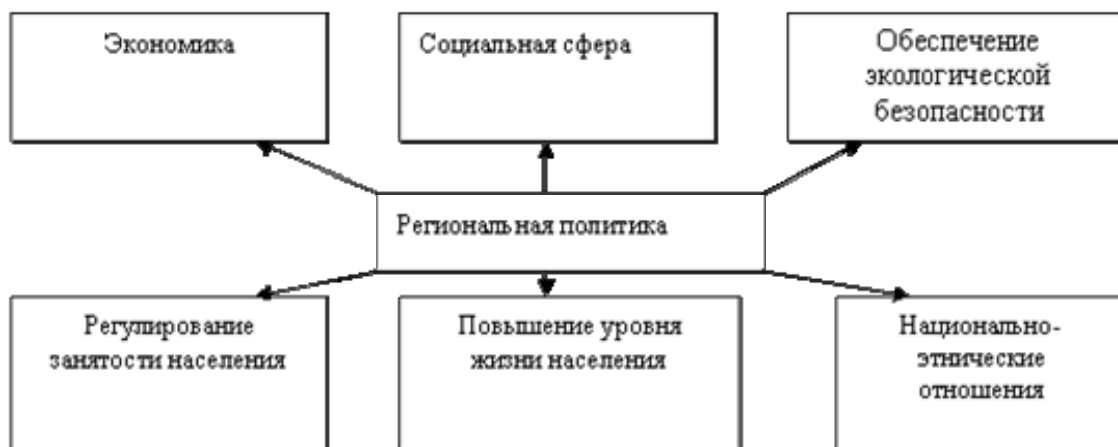 Экономика
Социальная сфера
Обеспечение
экологической
безопасности
Региональная политика
Регулирование
занятости населения
Повышение уровня
жизни населения
Национально-
этнические
отношения